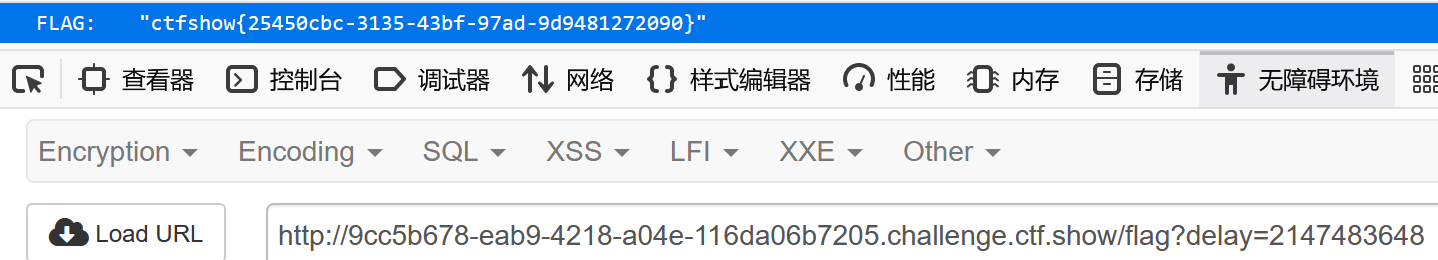 FLAG: "ctfshow{25450cbc-3135-43bf-97ad-9d9481272090}"
查看器 控制台 调试器 网络 样式编辑器 性能 内存 存储 无障碍环境
Encryption Encoding SQL XSS LFI XXE Other
Load URL http://9cc5b678-eab9-4218-a04e-116da06b7205.challenge.ctf.show/flag?delay=2147483648